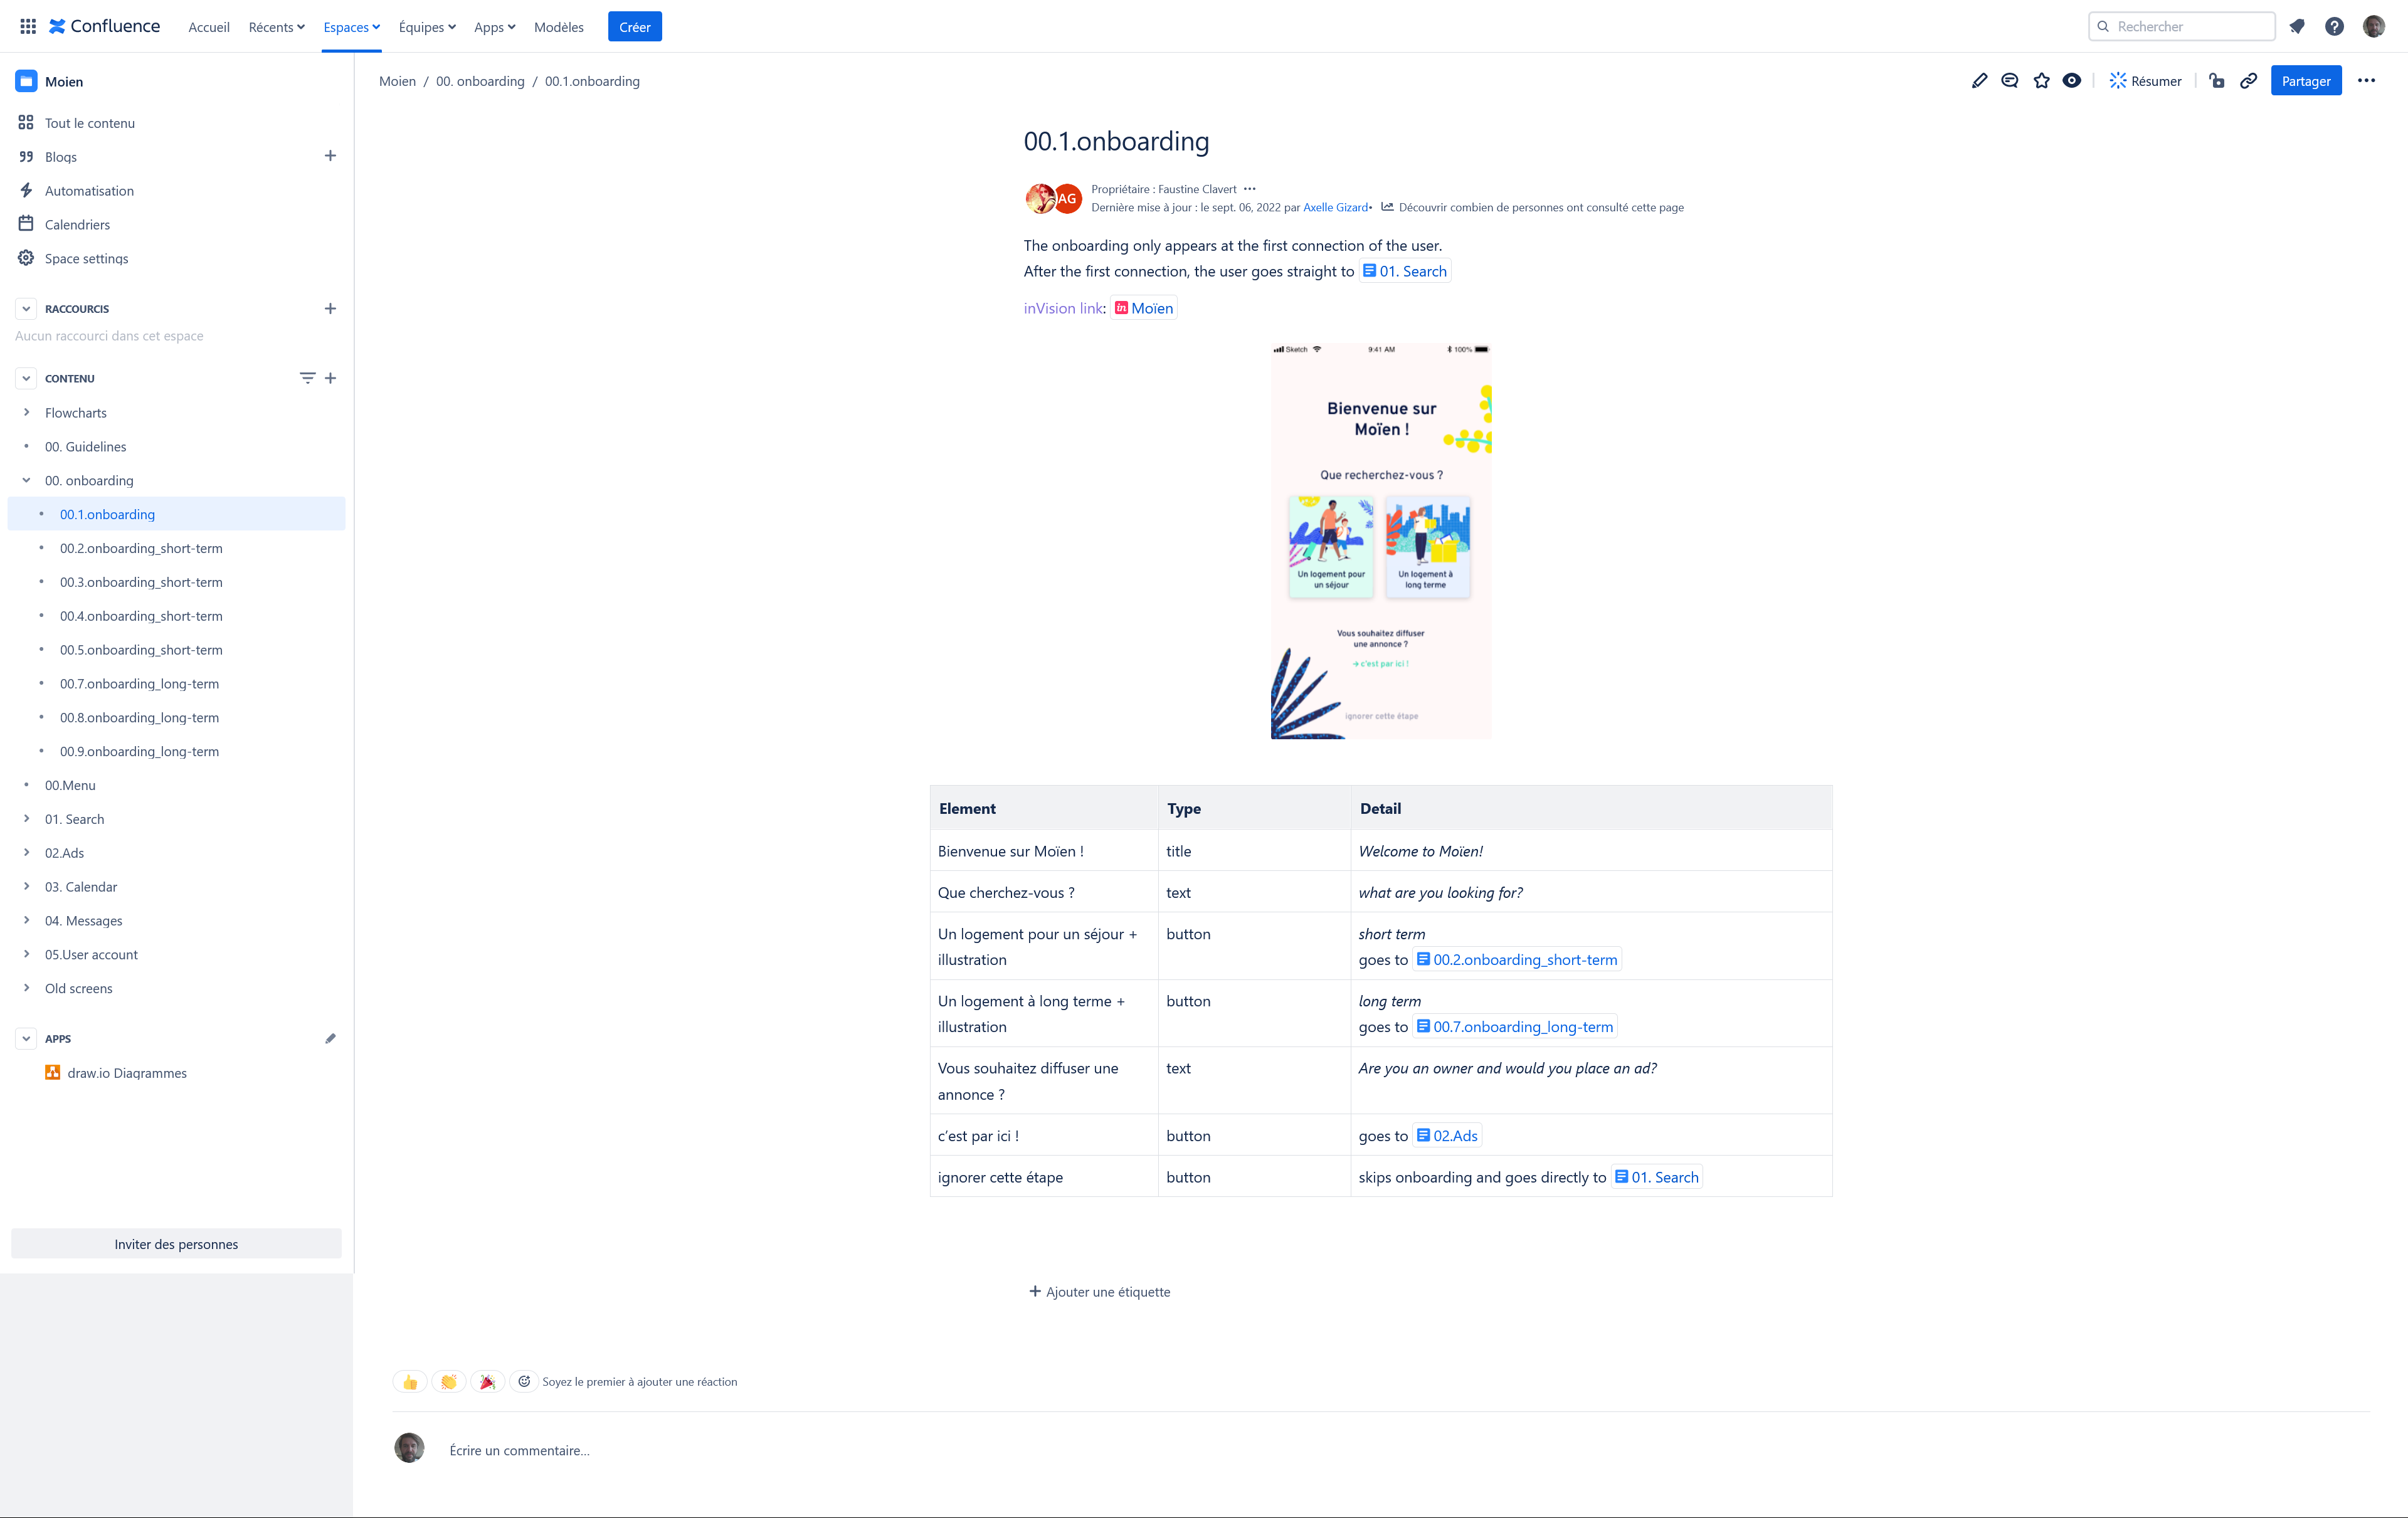 Confluence
Accueil
Récents
Espaces
Équipes
Apps
Modèles
Créer
Rechercher
Moien
Tout le contenu
Blogs
Automatisation
Calendriers
Space settings
RACCOURCIS
Aucun raccourci dans cet espace
CONTENU
Flowcharts
00. Guidelines
00. onboarding
00.1.onboarding
00.2.onboarding_short-term
00.3.onboarding_short-term
00.4.onboarding_short-term
00.5.onboarding_short-term
00.7.onboarding_long-term
00.8.onboarding_long-term
00.9.onboarding_long-term
00.Menu
01. Search
02.Ads
03. Calendar
04. Messages
05.User account
Old screens
APPS
draw.io Diagrammes
Inviter des personnes
Moien / 00. onboarding / 00.1.onboarding
Résumer
Partager
00.1.onboarding
AG
Propriétaire : Faustine Clavert
Dernière mise à jour : le sept. 06, 2022 par Axelle Gizard• Découvrir combien de personnes ont consulté cette page
The onboarding only appears at the first connection of the user.
After the first connection, the user goes straight to 01. Search
inVision link: in Moïen
Sketch 9:41 AM 100%
Bienvenue sur
Moïen !
Que recherchez-vous ?
Un logement pour
un séjour
Un logement à
long terme
Vous souhaitez diffuser
une annonce ?
→ c'est par ici !
ignorer cette étape
Element Type Detail
Bienvenue sur Moïen ! title Welcome to Moïen!
Que cherchez-vous ? text what are you looking for?
Un logement pour un séjour + button short term
illustration goes to 00.2.onboarding_short-term
Un logement à long terme + button long term
illustration goes to 00.7.onboarding_long-term
Vous souhaitez diffuser une text Are you an owner and would you place an ad?
annonce ?
c’est par ici ! button goes to 02.Ads
ignorer cette étape button skips onboarding and goes directly to 01. Search
Ajouter une étiquette
Soyez le premier à ajouter une réaction
Écrire un commentaire…